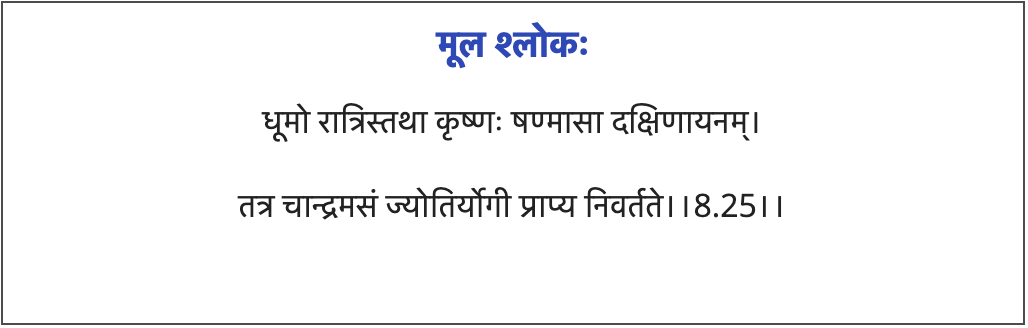 मूल श्लोकः
धूमो रात्रिस्तथा कृष्णः षण्मासा दक्षिणायनम्।
तत्र चान्द्रमसं ज्योतिर्योगी प्राप्य निवर्तते।।8.25।।